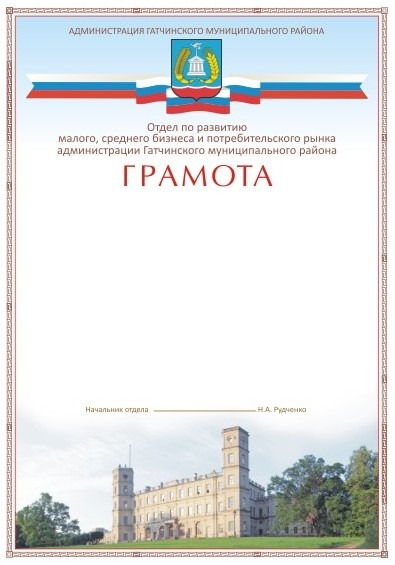 АДМИНИСТРАЦИЯ ГАТЧИНСКОГО МУНИЦИПАЛЬНОГО РАЙОНА
Отдел по развитию
малого, среднего бизнеса и потребительского рынка
администрации Гатчинского муниципального района
ГРАМОТА
Начальник отдела Н.А. Рудченко